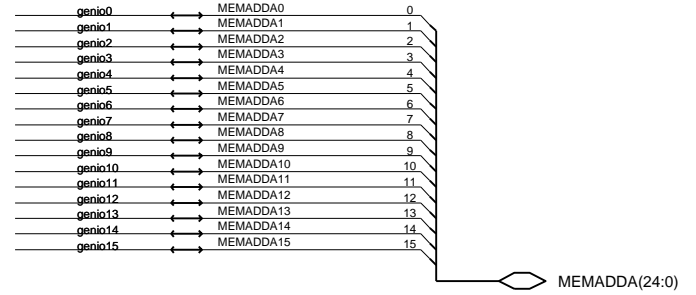 genio0 MEMADDA0 0
genio1 MEMADDA1 1
genio2 MEMADDA2 2
genio3 MEMADDA3 3
genio4 MEMADDA4 4
genio5 MEMADDA5 5
genio6 MEMADDA6 6
genio7 MEMADDA7 7
genio8 MEMADDA8 8
genio9 MEMADDA9 9
genio10 MEMADDA10 10
genio11 MEMADDA11 11
genio12 MEMADDA12 12
genio13 MEMADDA13 13
genio14 MEMADDA14 14
genio15 MEMADDA15 15
MEMADDA(24:0)